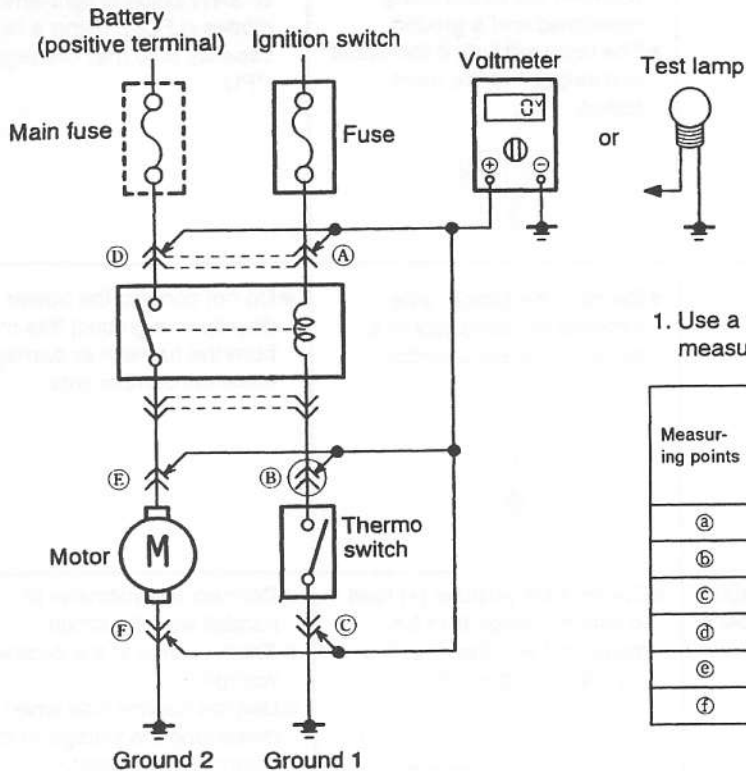 Battery
(positive terminal)
Ignition switch
Voltmeter
Test lamp
Main fuse
Fuse
0V
or
⊕ ⊖
Ⓓ
Ⓐ
1. Use a
measu
Measur-
ing points
Ⓔ
Ⓑ
Thermo
switch
Motor
M
Ⓕ
Ⓒ
ⓐ
ⓑ
ⓒ
ⓓ
ⓔ
ⓕ
Ground 2
Ground 1